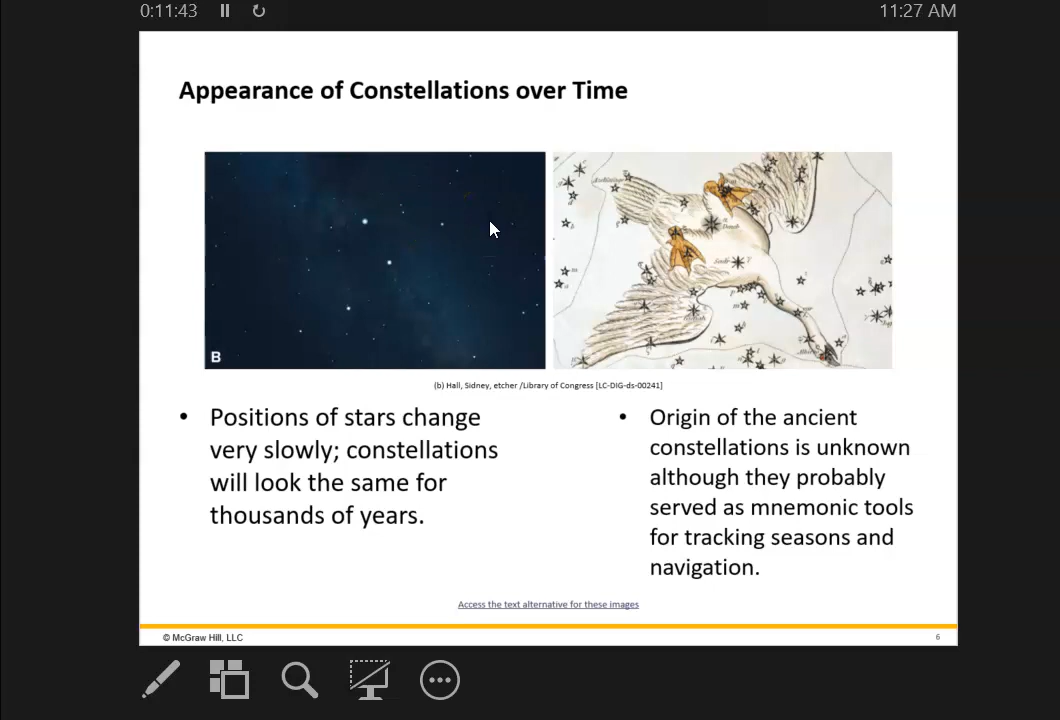 0:11:43
11:27 AM
Appearance of Constellations over Time
B
(b) Hall, Sidney, etcher /Library of Congress [LC-DIG-ds-00241]
• Positions of stars change
very slowly; constellations
will look the same for
thousands of years.
• Origin of the ancient
constellations is unknown
although they probably
served as mnemonic tools
for tracking seasons and
navigation.
Access the text alternative for these images
© McGraw Hill, LLC
6